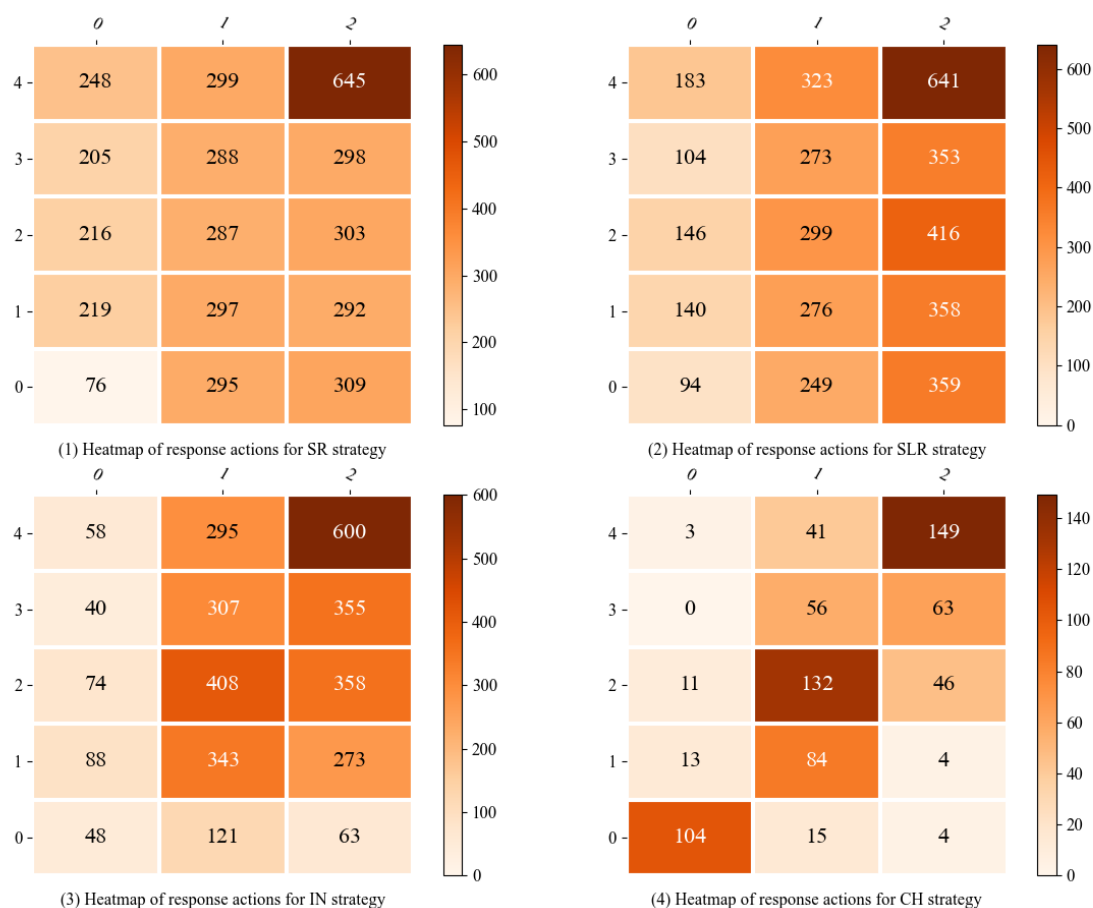 0 1 2
4 248 299 645
3 205 288 298
2 216 287 303
1 219 297 292
0 76 295 309
600
500
400
300
200
100
(1) Heatmap of response actions for SR strategy
0 1 2
4 183 323 641
3 104 273 353
2 146 299 416
1 140 276 358
0 94 249 359
600
500
400
300
200
100
0
(2) Heatmap of response actions for SLR strategy
0 1 2
4 58 295 600
3 40 307 355
2 74 408 358
1 88 343 273
0 48 121 63
600
500
400
300
200
100
0
(3) Heatmap of response actions for IN strategy
0 1 2
4 3 41 149
3 0 56 63
2 11 132 46
1 13 84 4
0 104 15 4
140
120
100
80
60
40
20
0
(4) Heatmap of response actions for CH strategy